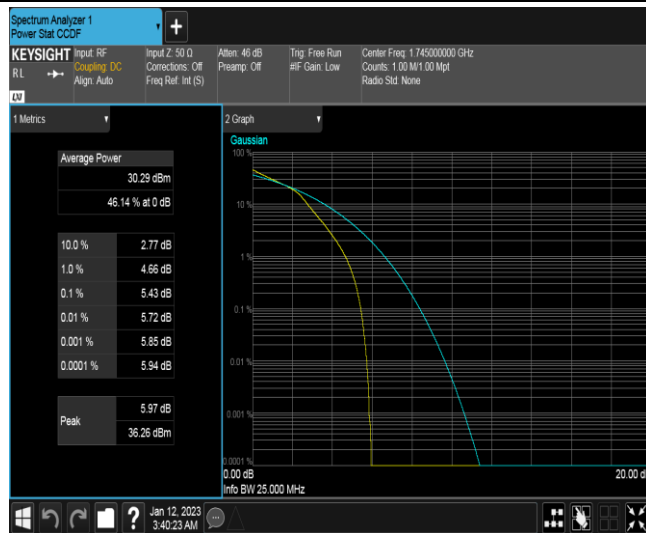 Spectrum Analyzer 1
Power Stat CCDF
+
KEYSIGHT
RL
Input: RF
Coupling: DC
Align: Auto
Input Z: 50 Ω
Corrections: Off
Freq Ref: Int (S)
Atten: 46 dB
Preamp: Off
Trig: Free Run
#IF Gain: Low
Center Freq: 1.745000000 GHz
Counts: 1.00 M/1.00 Mpt
Radio Std: None
1 Metrics
Average Power
30.29 dBm
46.14 % at 0 dB
10.0 % 2.77 dB
1.0 % 4.66 dB
0.1 % 5.43 dB
0.01 % 5.72 dB
0.001 % 5.85 dB
0.0001 % 5.94 dB
Peak
5.97 dB
36.26 dBm
2 Graph
Gaussian
100 %
10 %
1 %
0.1 %
0.01 %
0.001 %
0.0001 %
0.00 dB
20.00 d
Info BW 25.000 MHz
?
Jan 12, 2023
3:40:23 AM